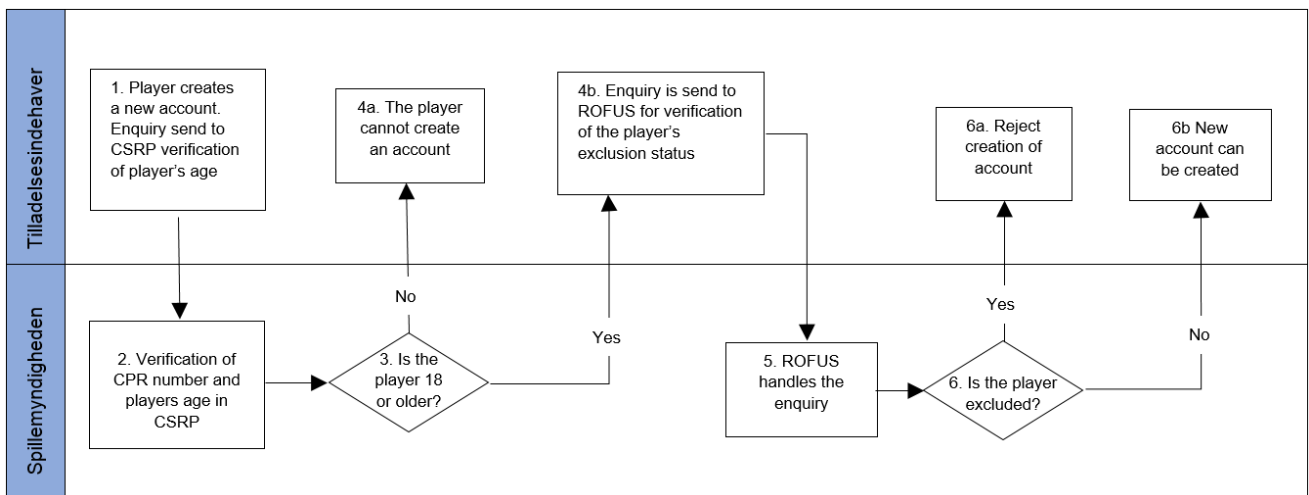 Tilladelsesindehaver
1. Player creates
a new account.
Enquiry send to
CSRP verification
of player’s age
4a. The player
cannot create
an account
4b. Enquiry is send to
ROFUS for verification
of the player’s
exclusion status
6a. Reject
creation of
account
6b New
account can
be created
Spillemyndigheden
2. Verification of
CPR number and
players age in
CSRP
No
3. Is the
player 18
or older?
Yes
5. ROFUS
handles the
enquiry
Yes
6. Is the player
excluded?
No